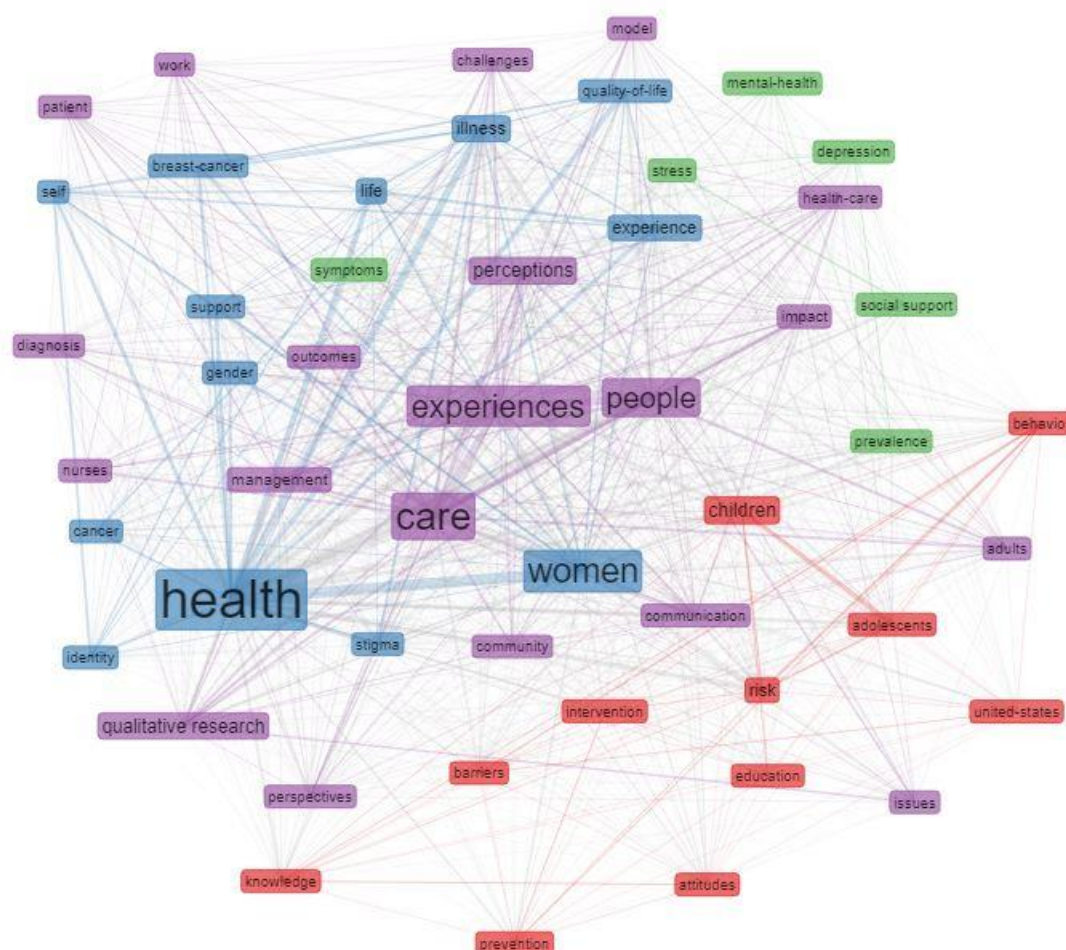 model
work
challenges
mental-health
quality-of-life
patient
illness
depression
breast-cancer
stress
self
life
health-care
experience
symptoms
perceptions
support
social support
impact
diagnosis
outcomes
gender
experiences
people
behavio
prevalence
nurses
management
children
care
cancer
adults
women
health
communication
adolescents
stigma
community
identity
risk
intervention
united-states
qualitative research
barriers
education
perspectives
issues
knowledge
attitudes
prevention